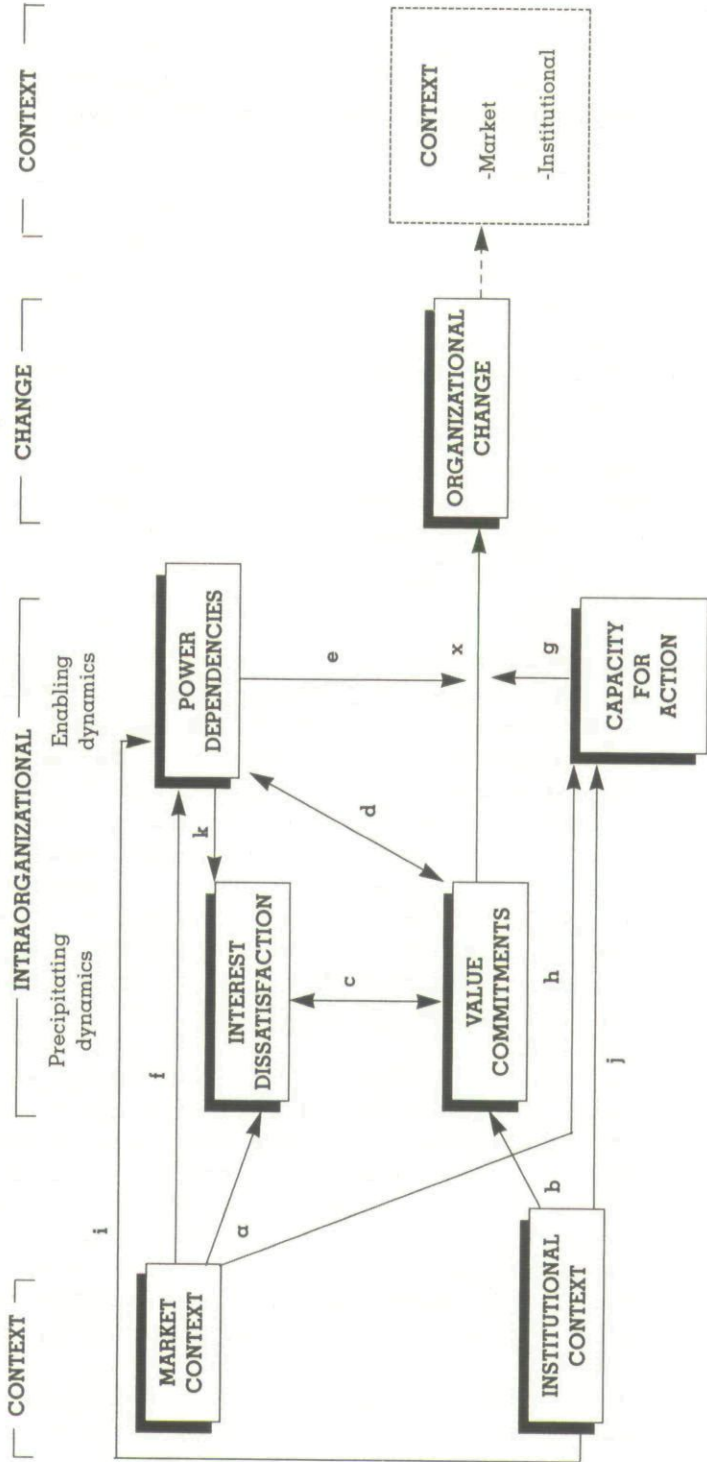 CONTEXT
INTRAORGANIZATIONAL
CHANGE
CONTEXT
Precipitating
dynamics
Enabling
dynamics
i
MARKET
CONTEXT
f
a
k
POWER
DEPENDENCIES
INTEREST
DISSATISFACTION
e
d
c
CONTEXT
-Market
-Institutional
INSTITUTIONAL
CONTEXT
b
VALUE
COMMITMENTS
x
ORGANIZATIONAL
CHANGE
h
g
j
CAPACITY
FOR
ACTION